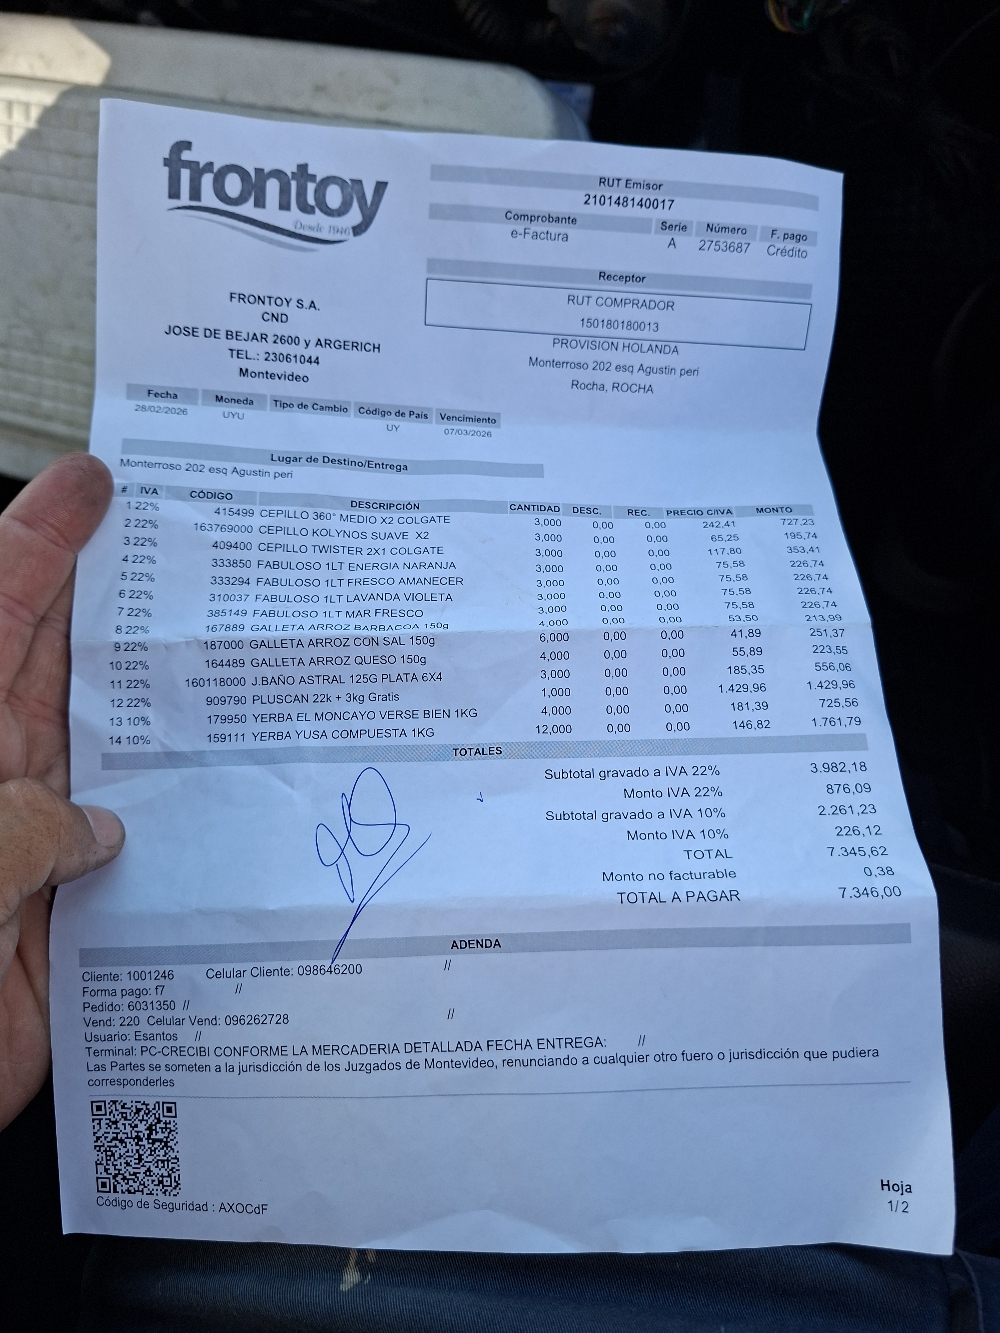 frontoy
Desde 1946
RUT Emisor
210148140017
Comprobante Serie Número F. pago
e-Factura A 2753687 Crédito
Receptor
RUT COMPRADOR
150180180013
PROVISION HOLANDA
Monterroso 202 esq Agustin peri
Rocha, ROCHA
FRONTOY S.A.
CND
JOSE DE BEJAR 2600 y ARGERICH
TEL.: 23061044
Montevideo
Fecha Moneda Tipo de Cambio Código de País Vencimiento
28/02/2026 UYU UY 07/03/2026
Lugar de Destino/Entrega
Monterroso 202 esq Agustin peri
# IVA CÓDIGO DESCRIPCIÓN CANTIDAD DESC. REC. PRECIO C/IVA MONTO
1 22% 415499 CEPILLO 360° MEDIO X2 COLGATE 3,000 0,00 0,00 242,41 727,23
2 22% 163769000 CEPILLO KOLYNOS SUAVE X2 3,000 0,00 0,00 65,25 195,74
3 22% 409400 CEPILLO TWISTER 2X1 COLGATE 3,000 0,00 0,00 117,80 353,41
4 22% 333850 FABULOSO 1LT ENERGIA NARANJA 3,000 0,00 0,00 75,58 226,74
5 22% 333294 FABULOSO 1LT FRESCO AMANECER 3,000 0,00 0,00 75,58 226,74
6 22% 310037 FABULOSO 1LT LAVANDA VIOLETA 3,000 0,00 0,00 75,58 226,74
7 22% 385149 FABULOSO 1LT MAR FRESCO 3,000 0,00 0,00 75,58 226,74
8 22% 167889 GALLETA ARROZ BARBACOA 150g 4,000 0,00 0,00 53,50 213,99
9 22% 187000 GALLETA ARROZ CON SAL 150g 6,000 0,00 0,00 41,89 251,37
10 22% 164489 GALLETA ARROZ QUESO 150g 4,000 0,00 0,00 55,89 223,55
11 22% 160118000 J.BAÑO ASTRAL 125G PLATA 6X4 3,000 0,00 0,00 185,35 556,06
12 22% 909790 PLUSCAN 22k + 3kg Gratis 1,000 0,00 0,00 1.429,96 1.429,96
13 10% 179950 YERBA EL MONCAYO VERSE BIEN 1KG 4,000 0,00 0,00 181,39 725,56
14 10% 159111 YERBA YUSA COMPUESTA 1KG 12,000 0,00 0,00 146,82 1.761,79
TOTALES
Subtotal gravado a IVA 22% 3.982,18
Monto IVA 22% 876,09
Subtotal gravado a IVA 10% 2.261,23
Monto IVA 10% 226,12
TOTAL 7.345,62
Monto no facturable 0,38
TOTAL A PAGAR 7.346,00
ADENDA
Cliente: 1001246 Celular Cliente: 098646200 //
Forma pago: f7 //
Pedido: 6031350 //
Vend: 220 Celular Vend: 096262728 //
Usuario: Esantos //
Terminal: PC-CRECIBI CONFORME LA MERCADERIA DETALLADA FECHA ENTREGA: //
Las Partes se someten a la jurisdicción de los Juzgados de Montevideo, renunciando a cualquier otro fuero o jurisdicción que pudiera
corresponderles
Código de Seguridad : AXOCdF
Hoja
1/2